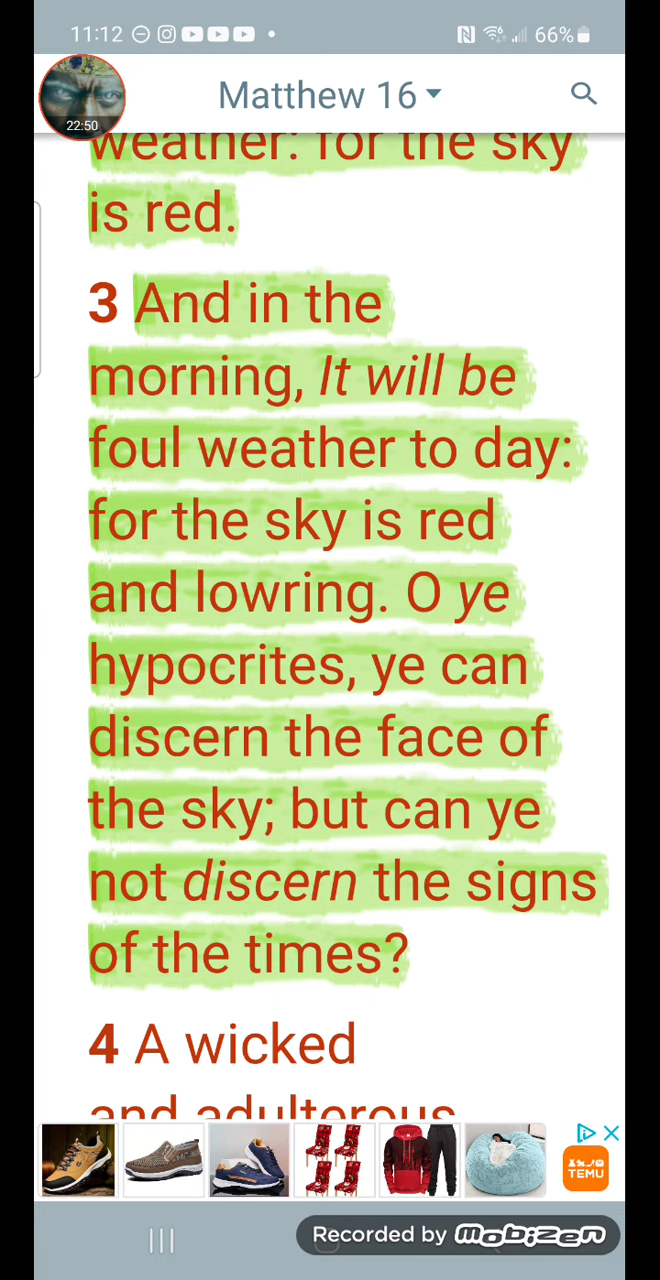 11:12
66%
22:50
Matthew 16
weather: for the sky
is red.
3 And in the
morning, It will be
foul weather to day:
for the sky is red
and lowring. O ye
hypocrites, ye can
discern the face of
the sky; but can ye
not discern the signs
of the times?
4 A wicked
and adulterous
TEMU
Recorded by mobizen